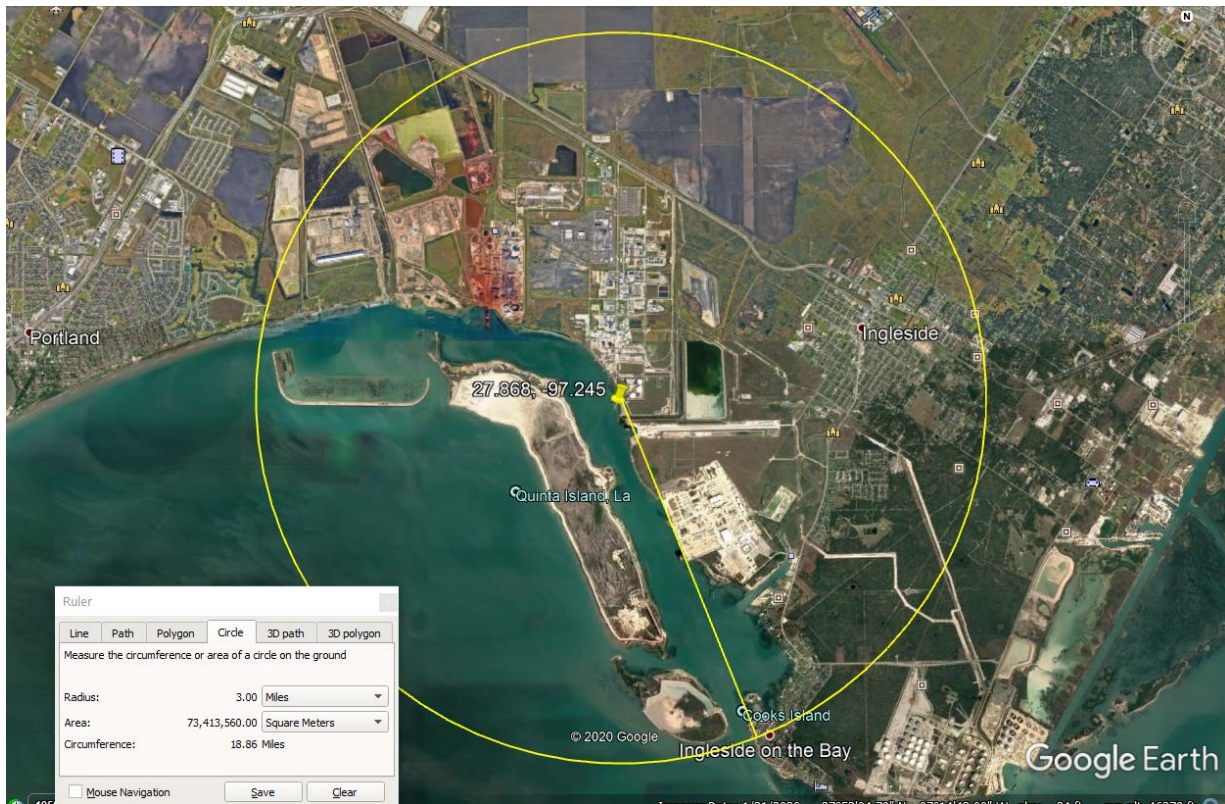 N
Portland
Ingleside
27.868, -97.245
Quinta Island, La
Cooks Island
Ingleside on the Bay
© 2020 Google
Google Earth
Ruler
Line Path Polygon Circle 3D path 3D polygon
Measure the circumference or area of a circle on the ground
Radius: 3.00 Miles
Area: 73,413,560.00 Square Meters
Circumference: 18.86 Miles
Mouse Navigation Save Clear